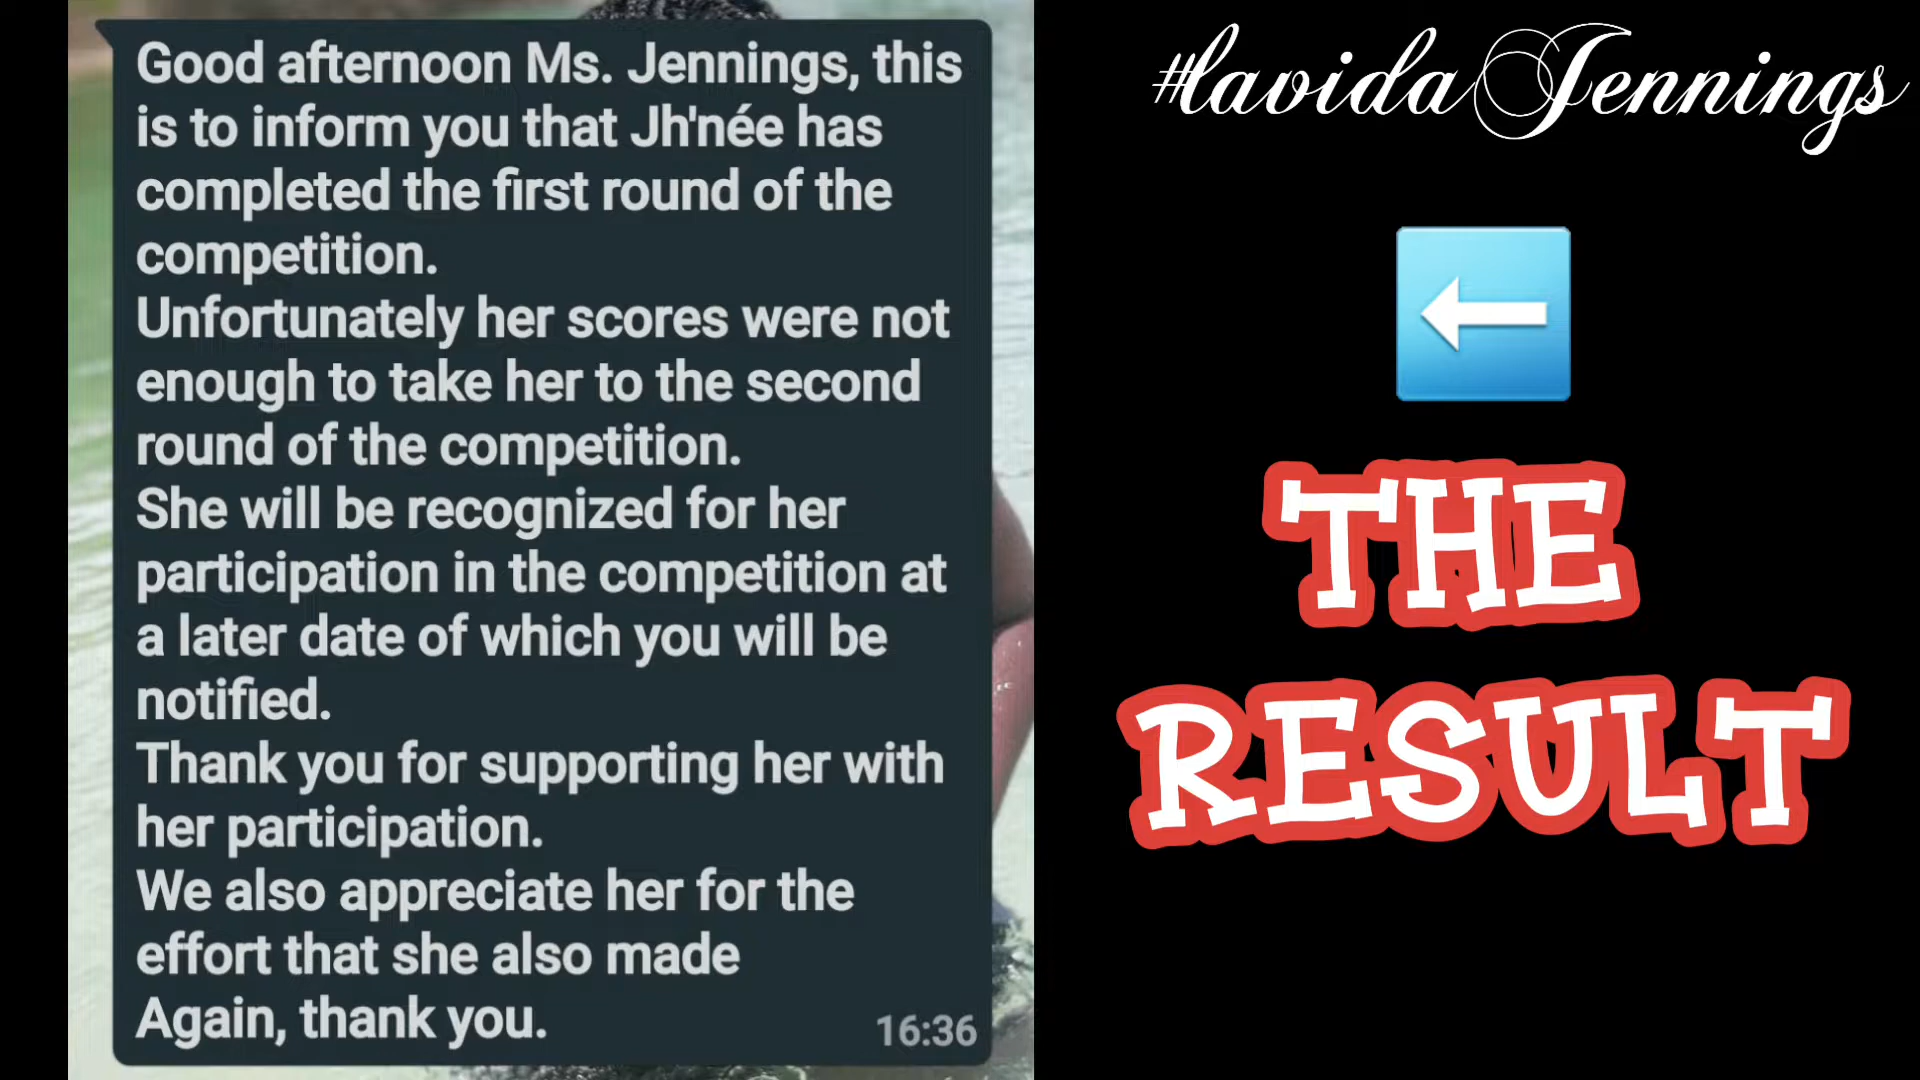 Good afternoon Ms. Jennings, this
is to inform you that Jh'née has
completed the first round of the
competition.
Unfortunately her scores were not
enough to take her to the second
round of the competition.
She will be recognized for her
participation in the competition at
a later date of which you will be
notified.
Thank you for supporting her with
her participation.
We also appreciate her for the
effort that she also made
Again, thank you.
16:36
#lavidaJennings
THE
RESULT